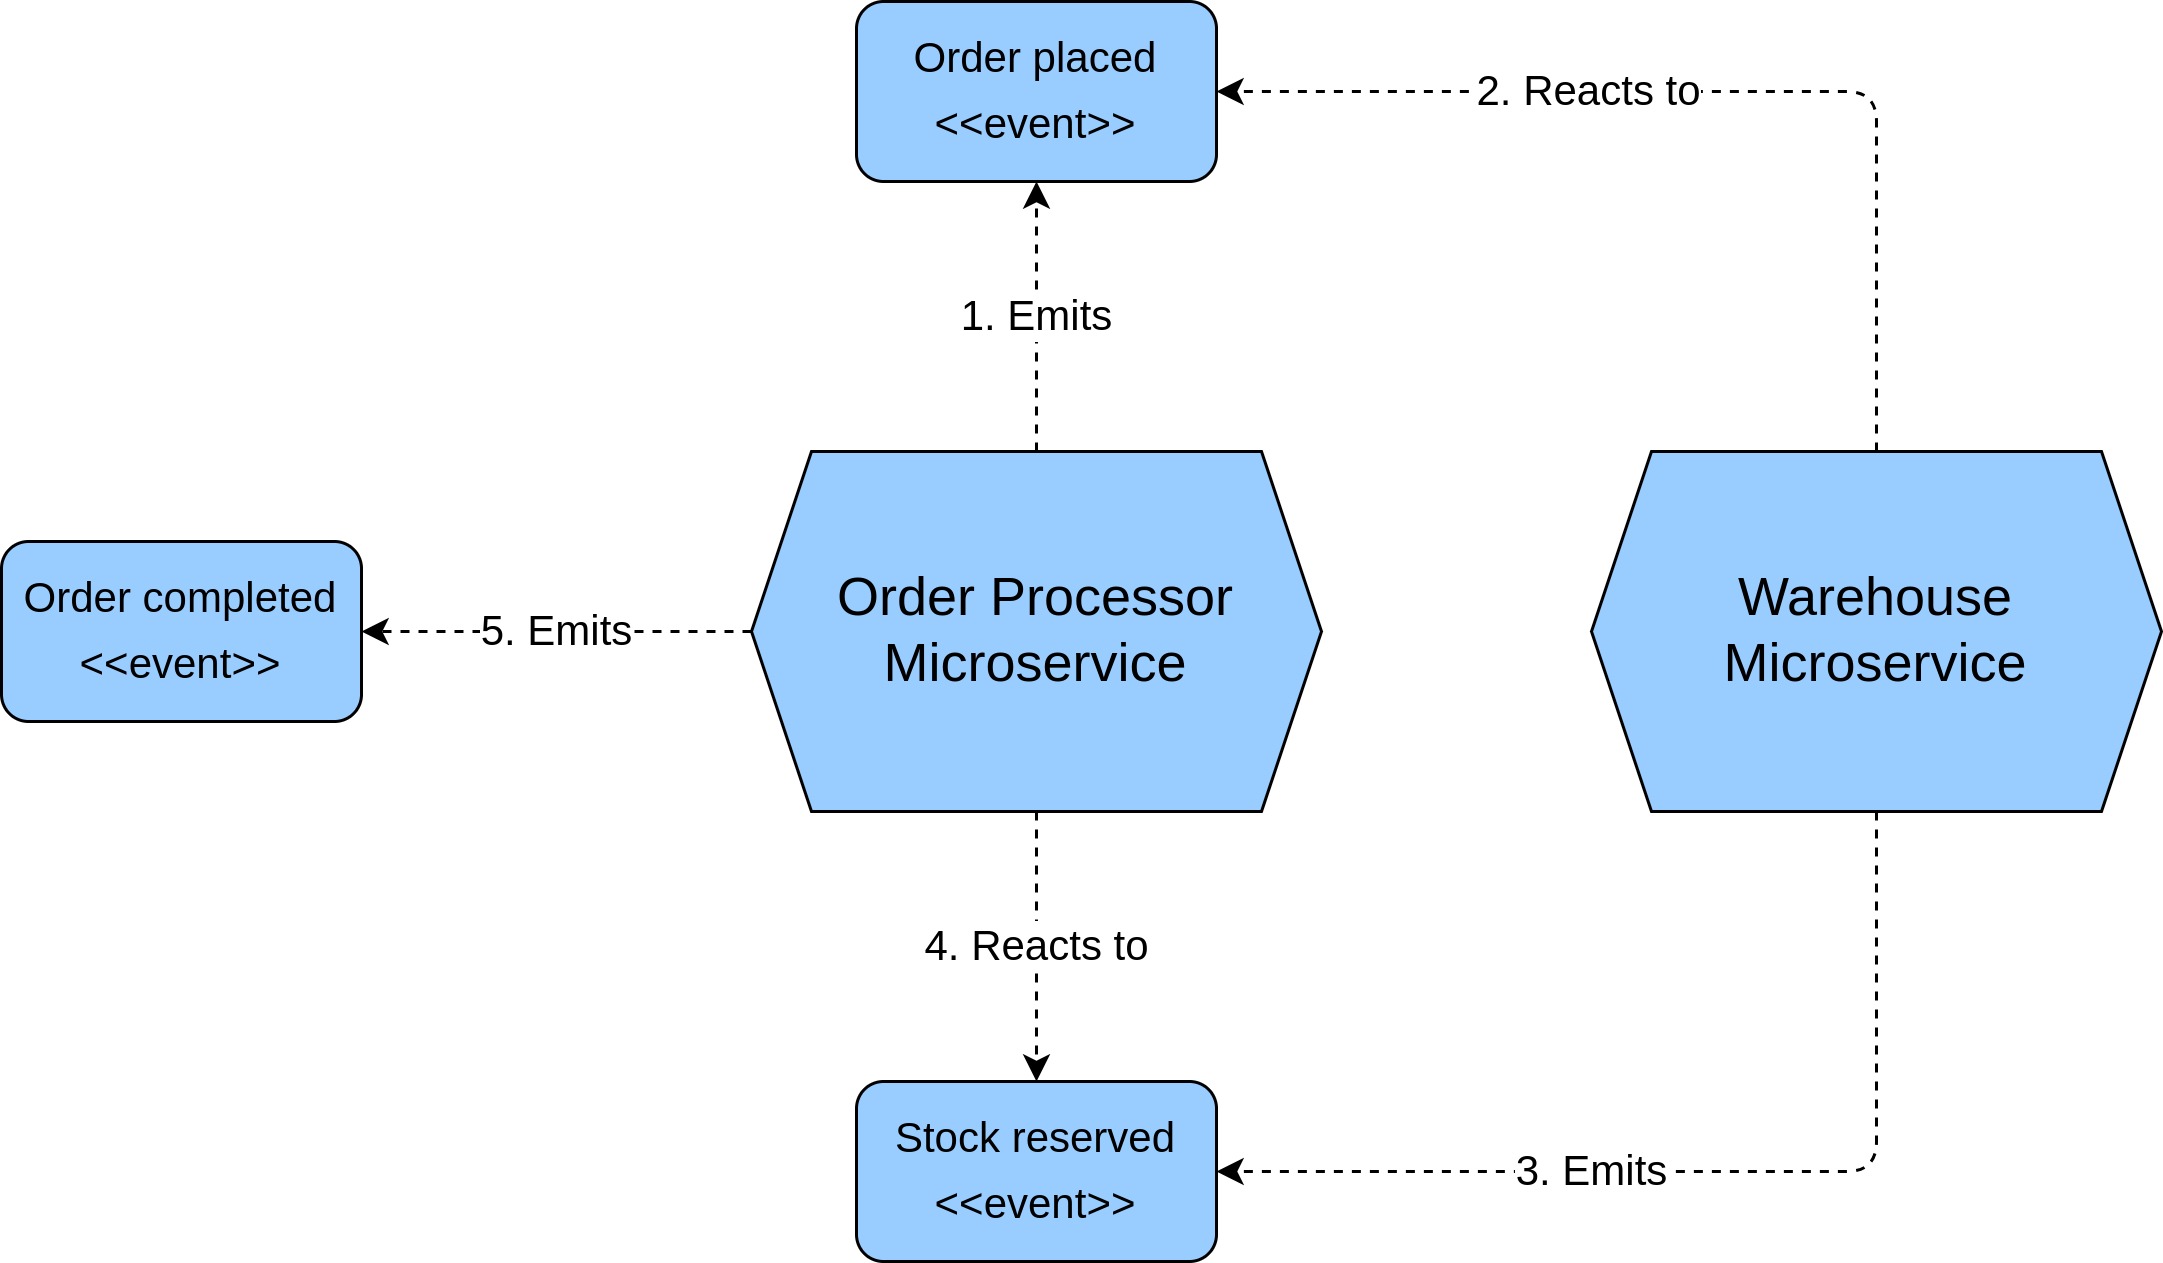 Order placed
<<event>>
2. Reacts to
1. Emits
Order Processor
Microservice
Warehouse
Microservice
Order completed
<<event>>
5. Emits
4. Reacts to
Stock reserved
<<event>>
3. Emits